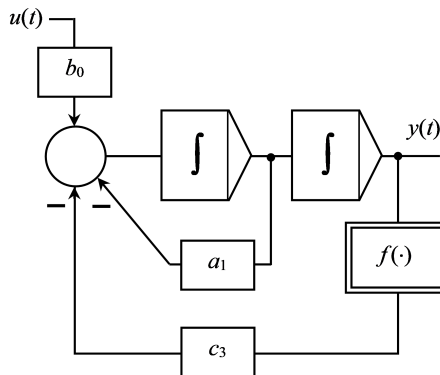 u(t)
b₀
∫
∫
y(t)
a₁
f(·)
c₃
− −